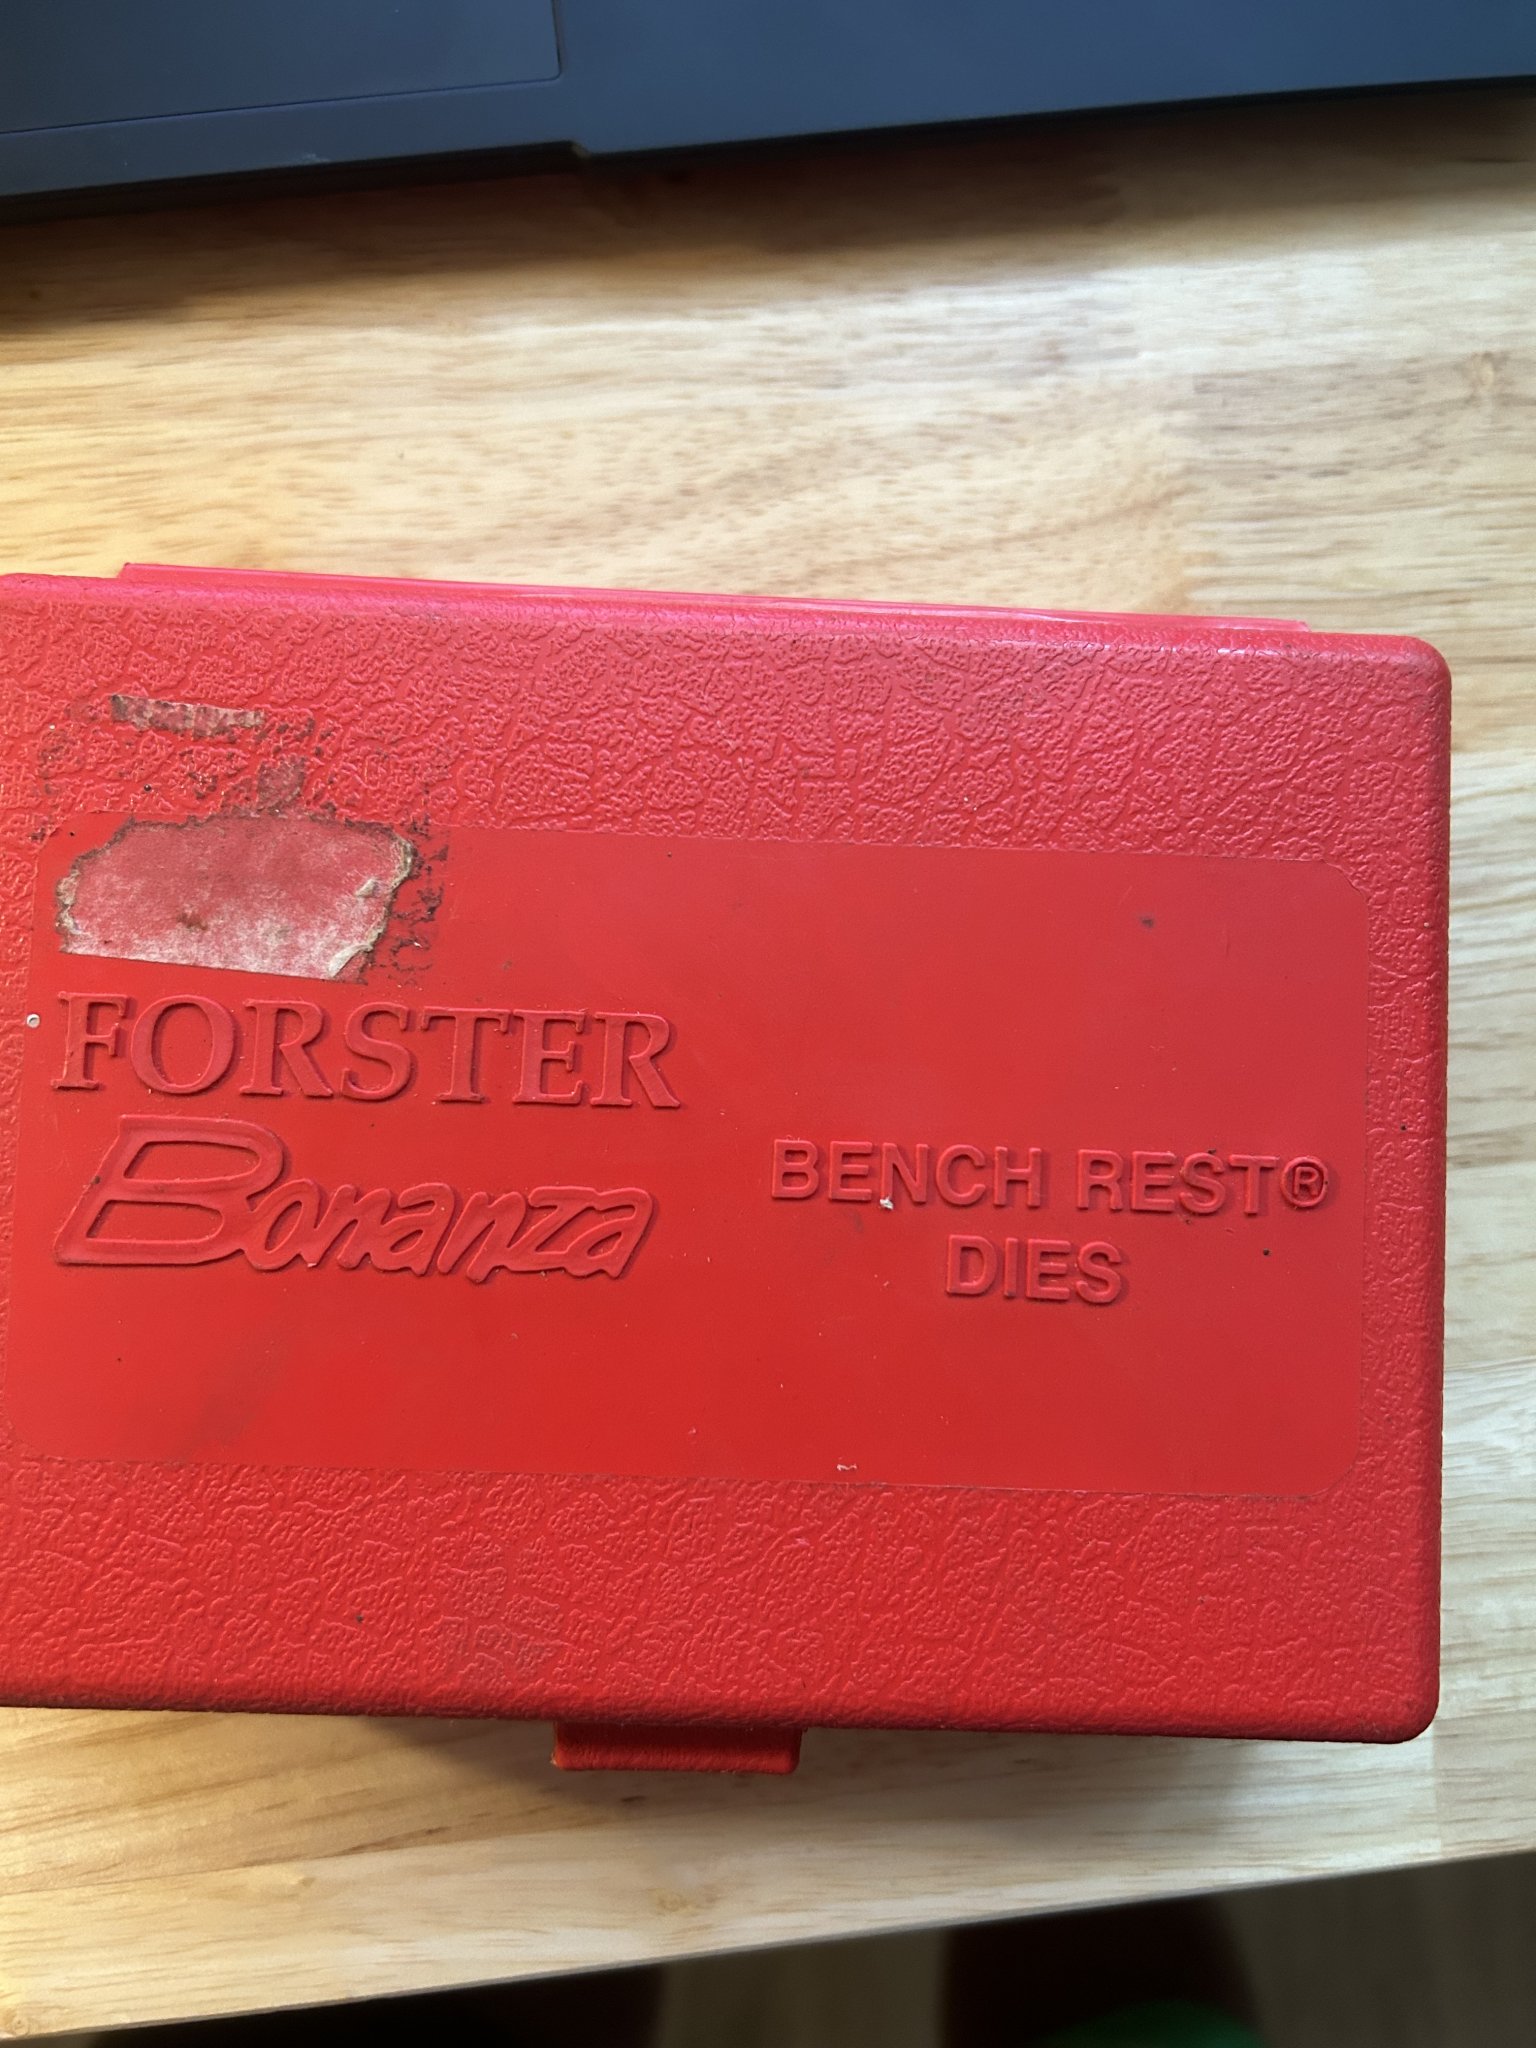 FORSTER
Bonanza
BENCH REST®
DIES